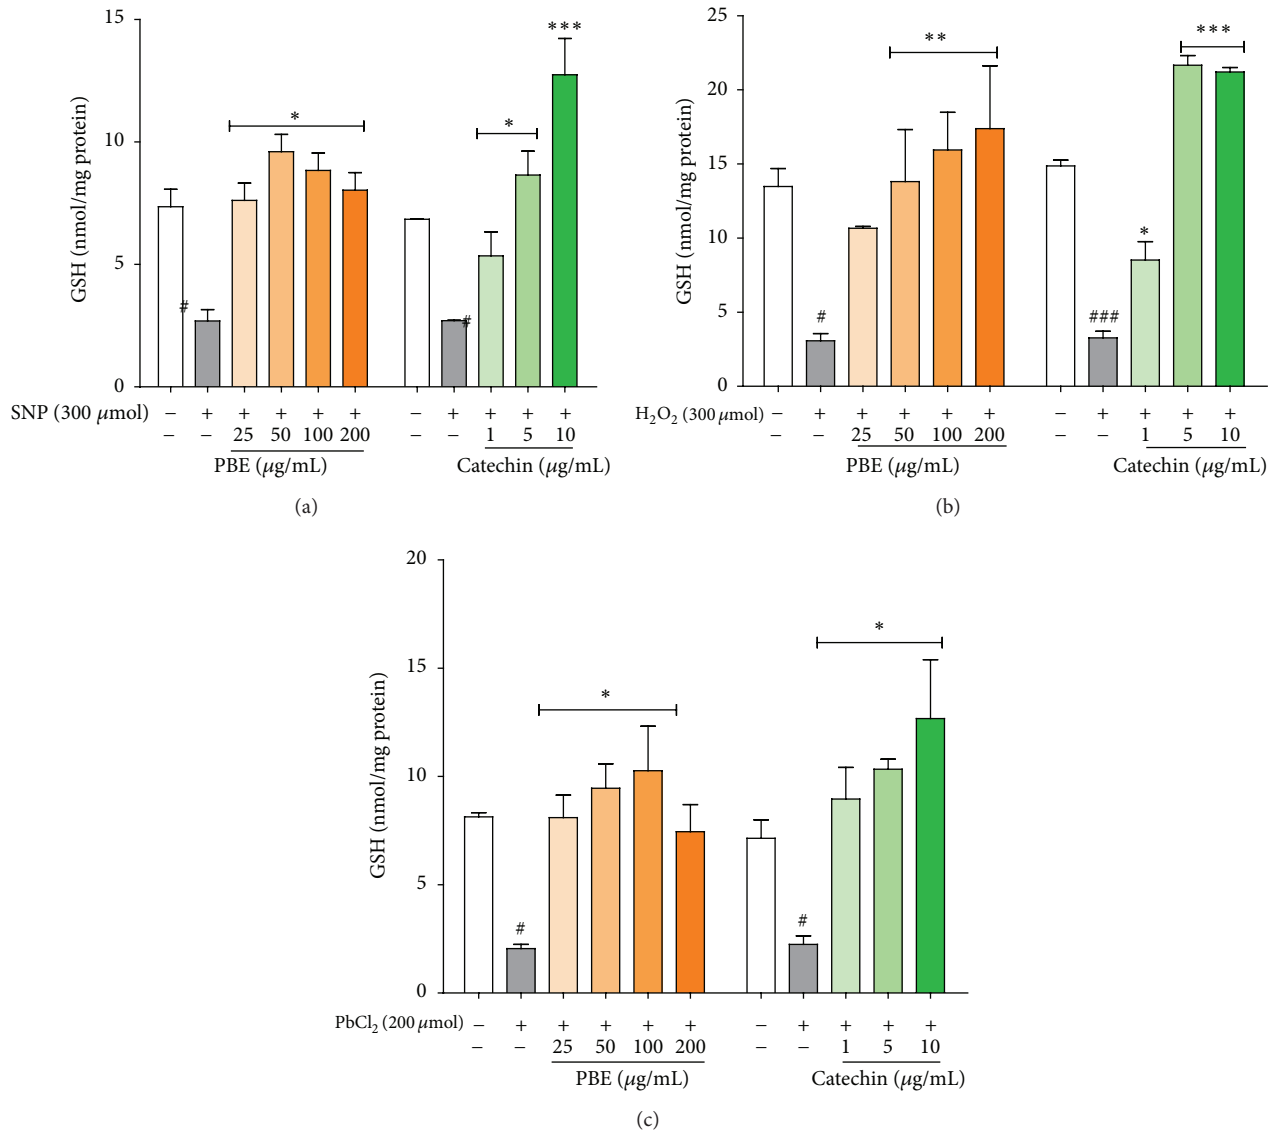 15
10
5
0
GSH (nmol/mg protein)
#
*
#
*
***
SNP (300 μmol) − + + + + + − + + + +
− − 25 50 100 200 − − 1 5 10
PBE (μg/mL) Catechin (μg/mL)
(a)
25
20
15
10
5
0
GSH (nmol/mg protein)
#
**
###
*
***
H₂O₂ (300 μmol) − + + + + + − + + + +
− − 25 50 100 200 − − 1 5 10
PBE (μg/mL) Catechin (μg/mL)
(b)
20
15
10
5
0
GSH (nmol/mg protein)
#
*
#
*
PbCl₂ (200 μmol) − + + + + + − + + + +
− − 25 50 100 200 − − 1 5 10
PBE (μg/mL) Catechin (μg/mL)
(c)